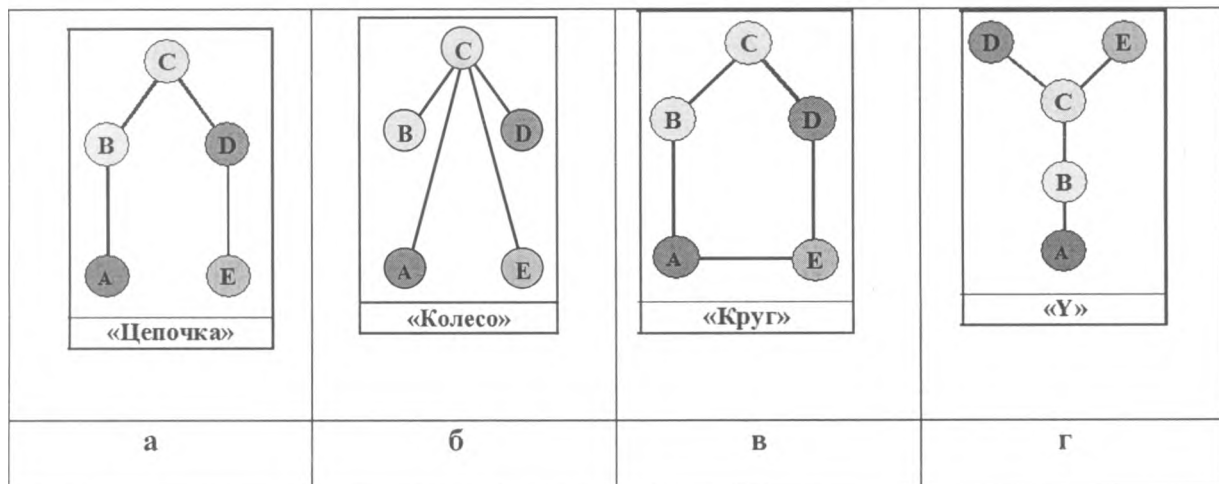 C
B D
A E
«Цепочка»
C
B D
A E
«Колесо»
C
B D
A E
«Круг»
D E
C
B
A
«Y»
а б в г